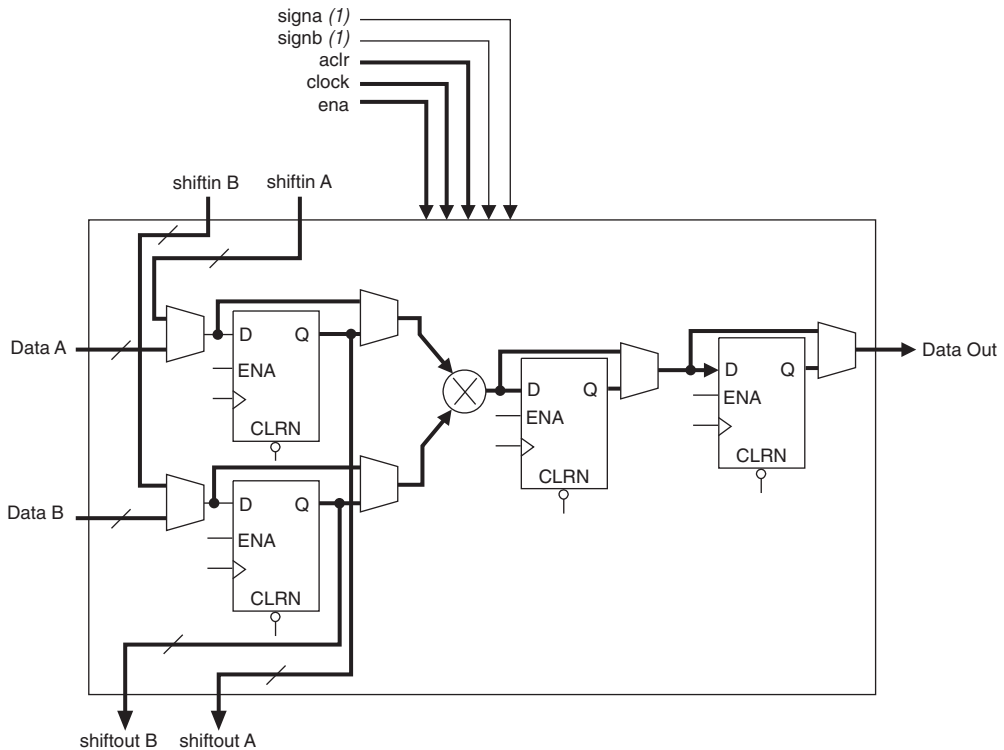 signa (1)
signb (1)
aclr
clock
ena
shiftin B shiftin A
Data A
D Q
ENA
CLRN
Data B
D Q
ENA
CLRN
D Q
ENA
CLRN
D Q
ENA
CLRN
Data Out
shiftout B shiftout A